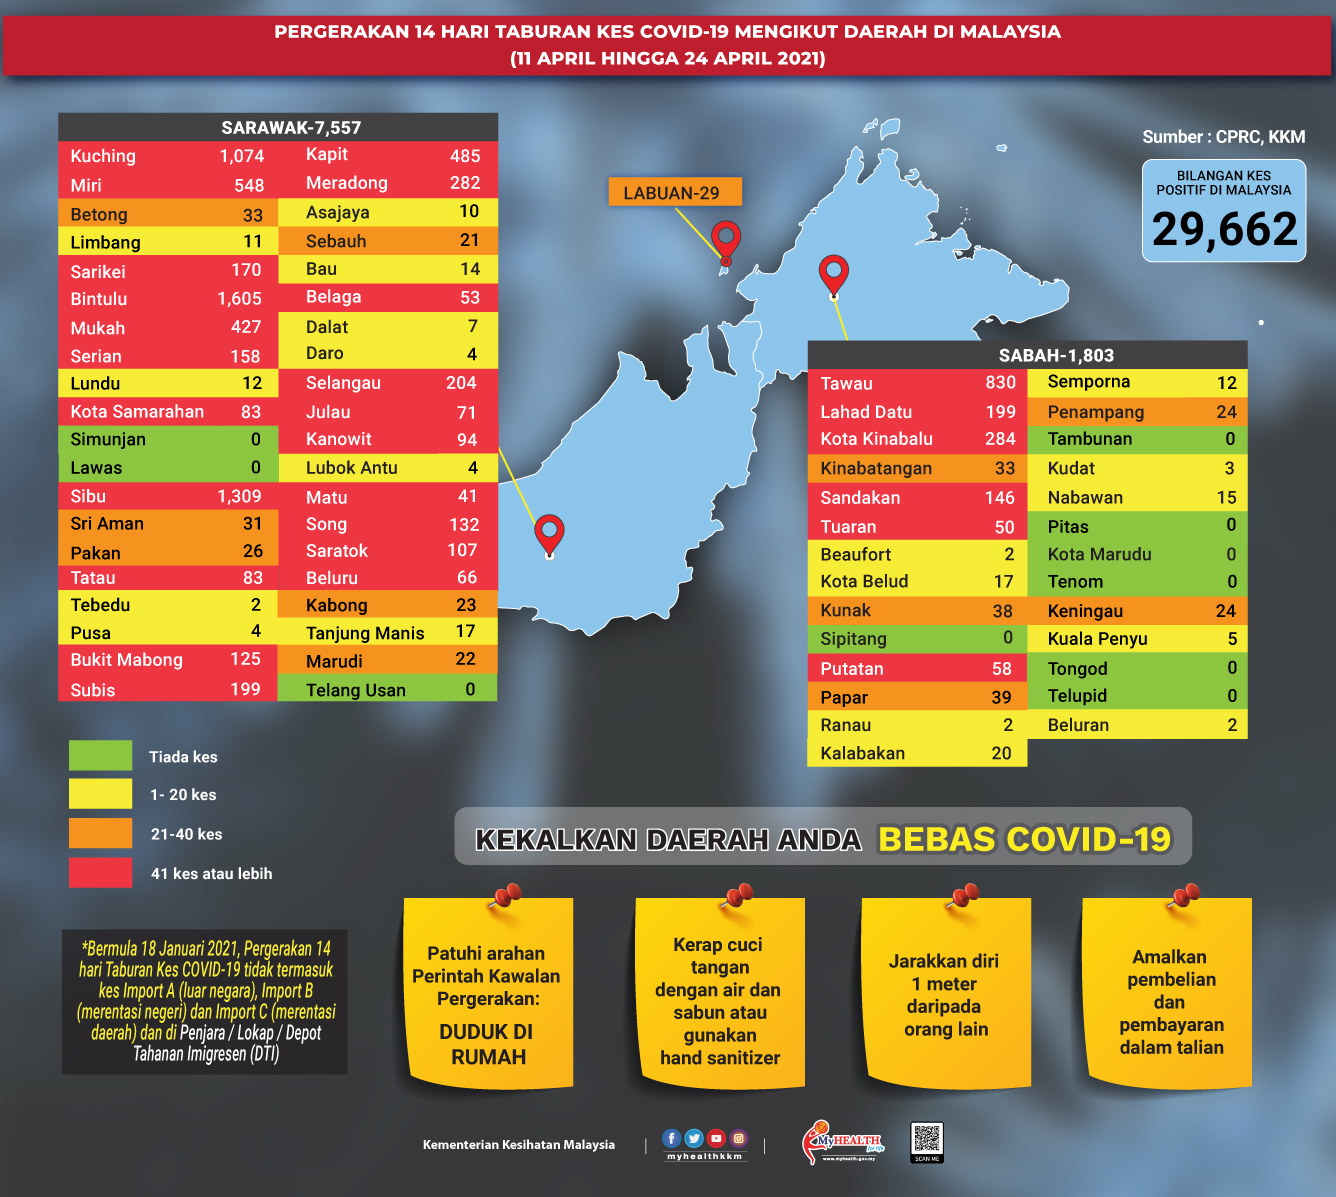 PERGERAKAN 14 HARI TABURAN KES COVID-19 MENGIKUT DAERAH DI MALAYSIA
(11 APRIL HINGGA 24 APRIL 2021)
SARAWAK-7,557
Kuching 1,074
Miri 548
Betong 33
Limbang 11
Sarikei 170
Bintulu 1,605
Mukah 427
Serian 158
Lundu 12
Kota Samarahan 83
Simunjan 0
Lawas 0
Sibu 1,309
Sri Aman 31
Pakan 26
Tatau 83
Tebedu 2
Pusa 4
Bukit Mabong 125
Subis 199
Kapit 485
Meradong 282
Asajaya 10
Sebauh 21
Bau 14
Belaga 53
Dalat 7
Daro 4
Selangau 204
Julau 71
Kanowit 94
Lubok Antu 4
Matu 41
Song 132
Saratok 107
Beluru 66
Kabong 23
Tanjung Manis 17
Marudi 22
Telang Usan 0
LABUAN-29
Sumber : CPRC, KKM
BILANGAN KES
POSITIF DI MALAYSIA
29,662
SABAH-1,803
Tawau 830
Lahad Datu 199
Kota Kinabalu 284
Kinabatangan 33
Sandakan 146
Tuaran 50
Beaufort 2
Kota Belud 17
Kunak 38
Sipitang 0
Putatan 58
Papar 39
Ranau 2
Kalabakan 20
Semporna 12
Penampang 24
Tambunan 0
Kudat 3
Nabawan 15
Pitas 0
Kota Marudu 0
Tenom 0
Keningau 24
Kuala Penyu 5
Tongod 0
Telupid 0
Beluran 2
Tiada kes
1- 20 kes
21-40 kes
41 kes atau lebih
*Bermula 18 Januari 2021, Pergerakan 14
hari Taburan Kes COVID-19 tidak termasuk
kes Import A (luar negara), Import B
(merentasi negeri) dan Import C (merentasi
daerah) dan di Penjara / Lokap / Depot
Tahanan Imigresen (DTI)
KEKALKAN DAERAH ANDA BEBAS COVID-19
Patuhi arahan
Perintah Kawalan
Pergerakan:
DUDUK DI
RUMAH
Kerap cuci
tangan
dengan air dan
sabun atau
gunakan
hand sanitizer
Jarakkan diri
1 meter
daripada
orang lain
Amalkan
pembelian
dan
pembayaran
dalam talian
Kementerian Kesihatan Malaysia
myhealthkkm
MyHEALTH
for life
www.myhealth.gov.my
SCAN ME